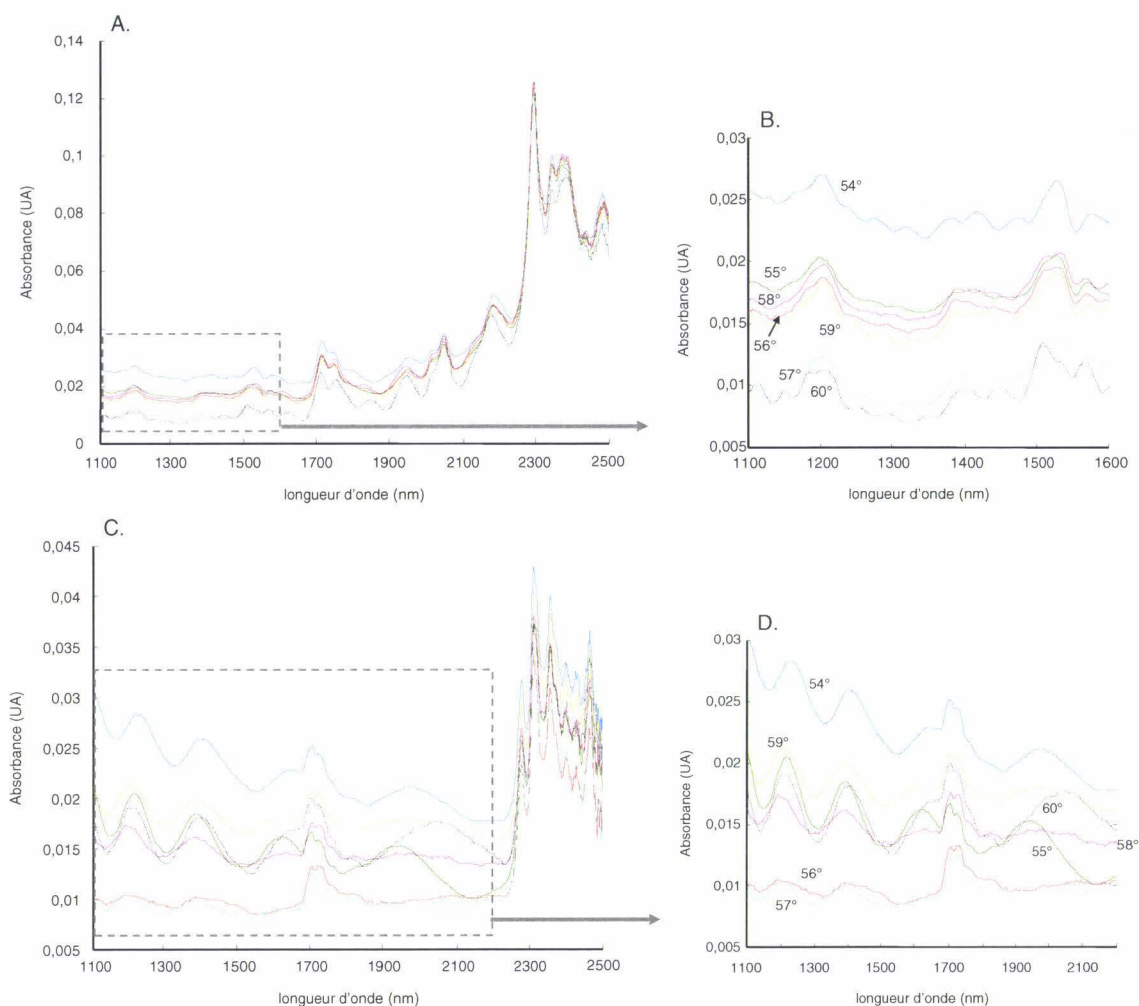 A.
0,14
0,12
0,1
0,08
0,06
0,04
0,02
0
Absorbance (UA)
1100 1300 1500 1700 1900 2100 2300 2500
longueur d'onde (nm)
B.
0,03
0,025
0,02
0,015
0,01
0,005
Absorbance (UA)
54°
55°
58°
56°
59°
57°
60°
1100 1200 1300 1400 1500 1600
longueur d'onde (nm)
C.
0,045
0,04
0,035
0,03
0,025
0,02
0,015
0,01
0,005
Absorbance (UA)
1100 1300 1500 1700 1900 2100 2300 2500
longueur d'onde (nm)
D.
0,03
0,025
0,02
0,015
0,01
0,005
Absorbance (UA)
54°
59°
60°
58°
55°
56°
57°
1100 1300 1500 1700 1900 2100
longueur d'onde (nm)